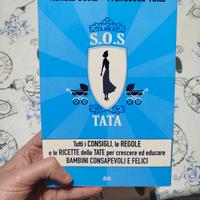 S.O.S
TATA
Tutti i CONSIGLI, le REGOLE
e le RICETTE delle TATE per crescere ed educare
BAMBINI CONSAPEVOLI E FELICI